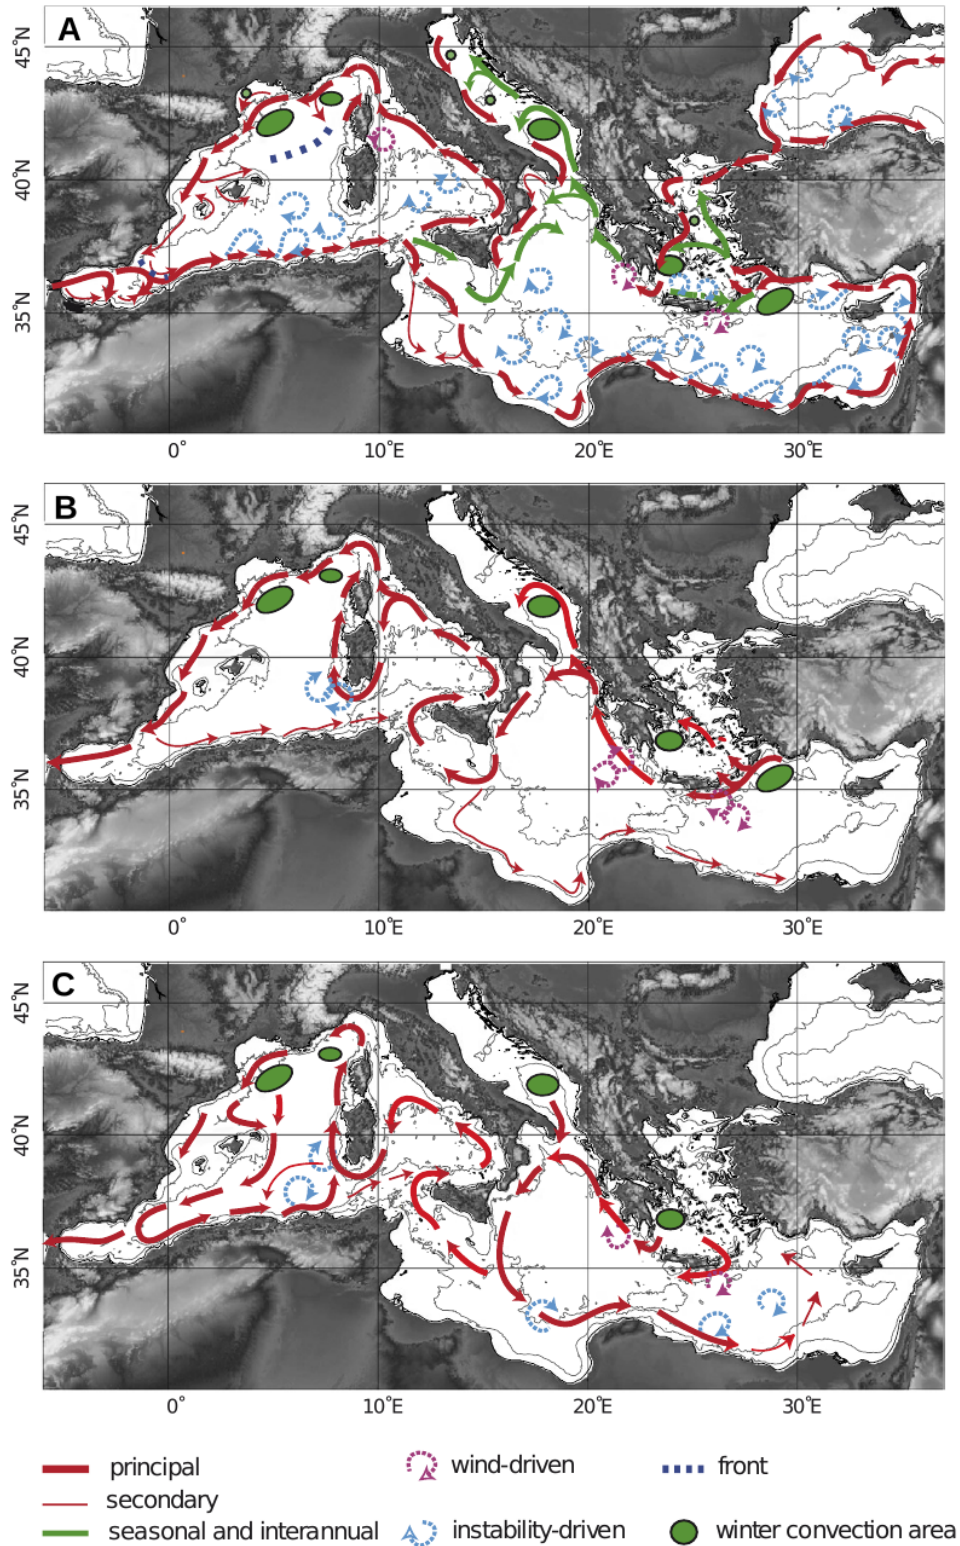 A
45°N
40°N
35°N
0°
10°E
20°E
30°E
B
45°N
40°N
35°N
0°
10°E
20°E
30°E
C
45°N
40°N
35°N
0°
10°E
20°E
30°E
principal
wind-driven
front
secondary
seasonal and interannual
instability-driven
winter convection area